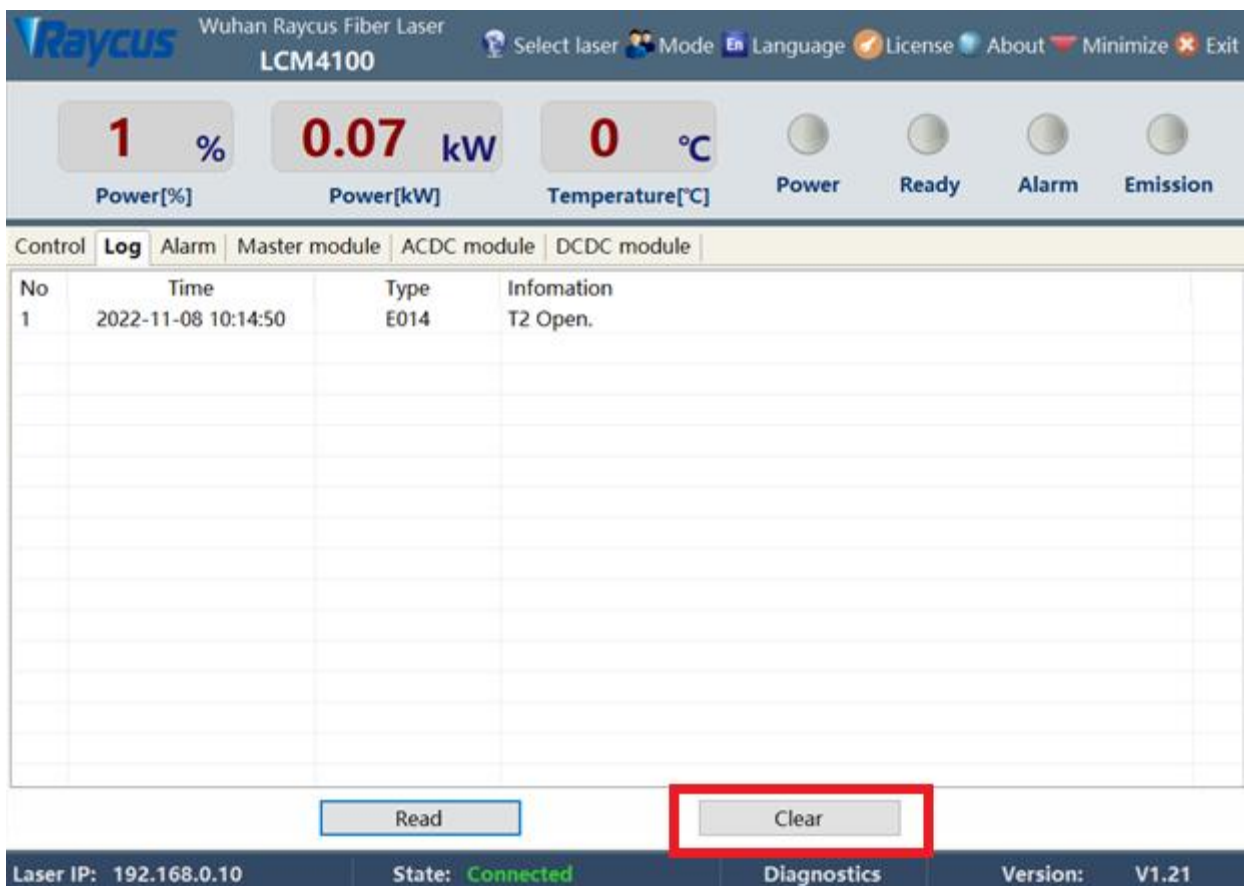 Raycus
Wuhan Raycus Fiber Laser
LCM4100
Select laser Mode En Language License About Minimize Exit
1 % 0.07 kW 0 ℃
Power[%] Power[kW] Temperature[℃] Power Ready Alarm Emission
Control Log Alarm Master module ACDC module DCDC module
No Time Type Infomation
1 2022-11-08 10:14:50 E014 T2 Open.
Read Clear
Laser IP: 192.168.0.10 State: Connected Diagnostics Version: V1.21